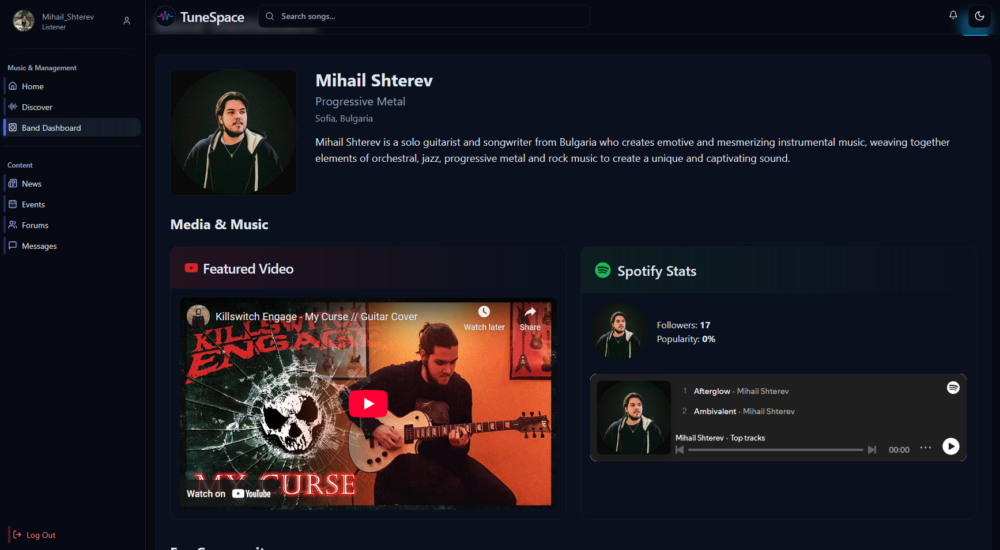 Mihail_Shterev
Listener
Music & Management
Home
Discover
Band Dashboard
Content
News
Events
Forums
Messages
Log Out
TuneSpace
Search songs...
Mihail Shterev
Progressive Metal
Sofia, Bulgaria
Mihail Shterev is a solo guitarist and songwriter from Bulgaria who creates emotive and mesmerizing instrumental music, weaving together
elements of orchestral, jazz, progressive metal and rock music to create a unique and captivating sound.
Media & Music
Featured Video
Killswitch Engage - My Curse // Guitar Cover
Watch later
Share
KILLSWITCH
ENGAGE
MY CURSE
Watch on YouTube
Spotify Stats
Followers: 17
Popularity: 0%
1 Afterglow · Mihail Shterev
2 Ambivalent · Mihail Shterev
Mihail Shterev · Top tracks
00:00